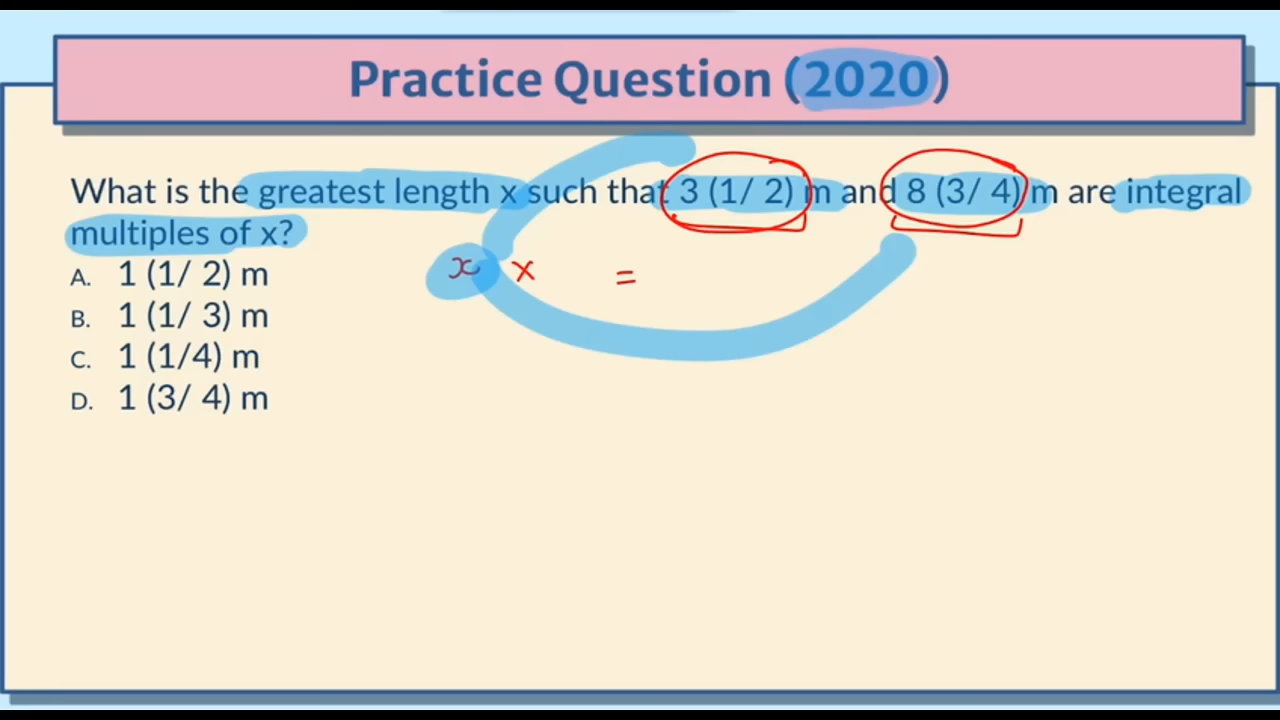 Practice Question (2020)
What is the greatest length x such that 3 (1/ 2) m and 8 (3/ 4) m are integral
multiples of x?
x × =
A. 1 (1/ 2) m
B. 1 (1/ 3) m
C. 1 (1/4) m
D. 1 (3/ 4) m